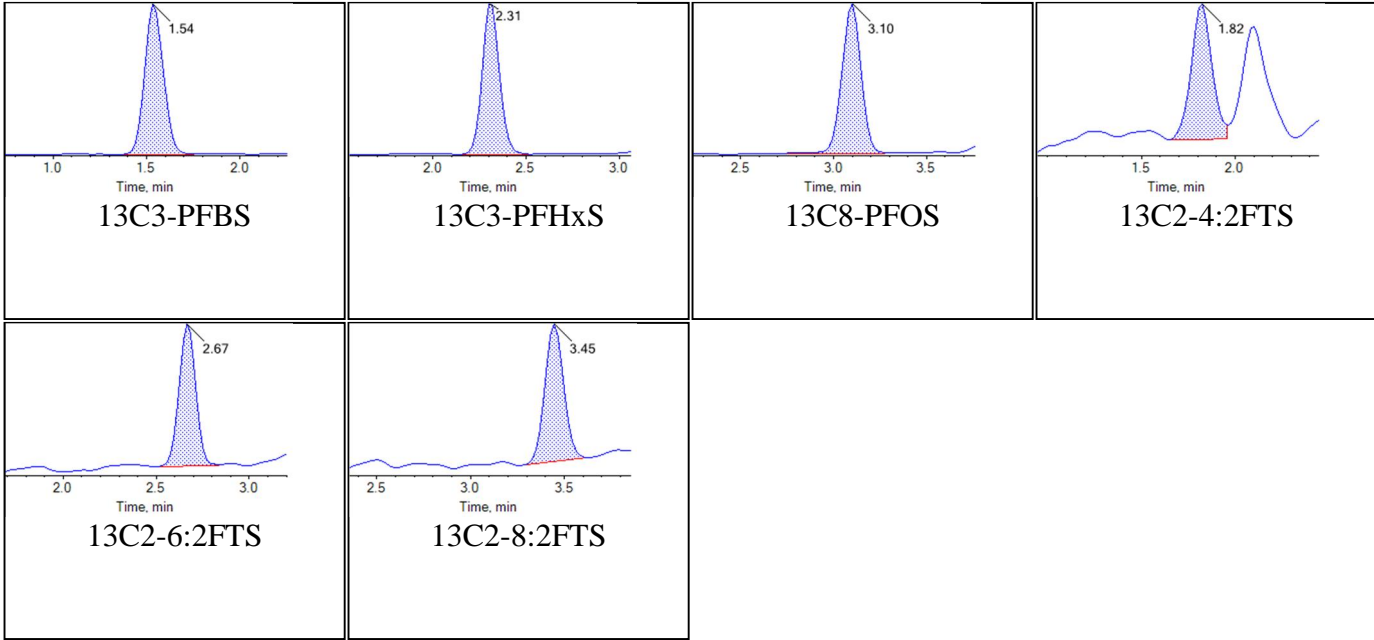 1.54
1.0 1.5 2.0
Time, min
13C3-PFBS
2.31
2.0 2.5 3.0
Time, min
13C3-PFHxS
3.10
2.5 3.0 3.5
Time, min
13C8-PFOS
1.82
1.5 2.0
Time, min
13C2-4:2FTS
2.67
2.0 2.5 3.0
Time, min
13C2-6:2FTS
3.45
2.5 3.0 3.5
Time, min
13C2-8:2FTS